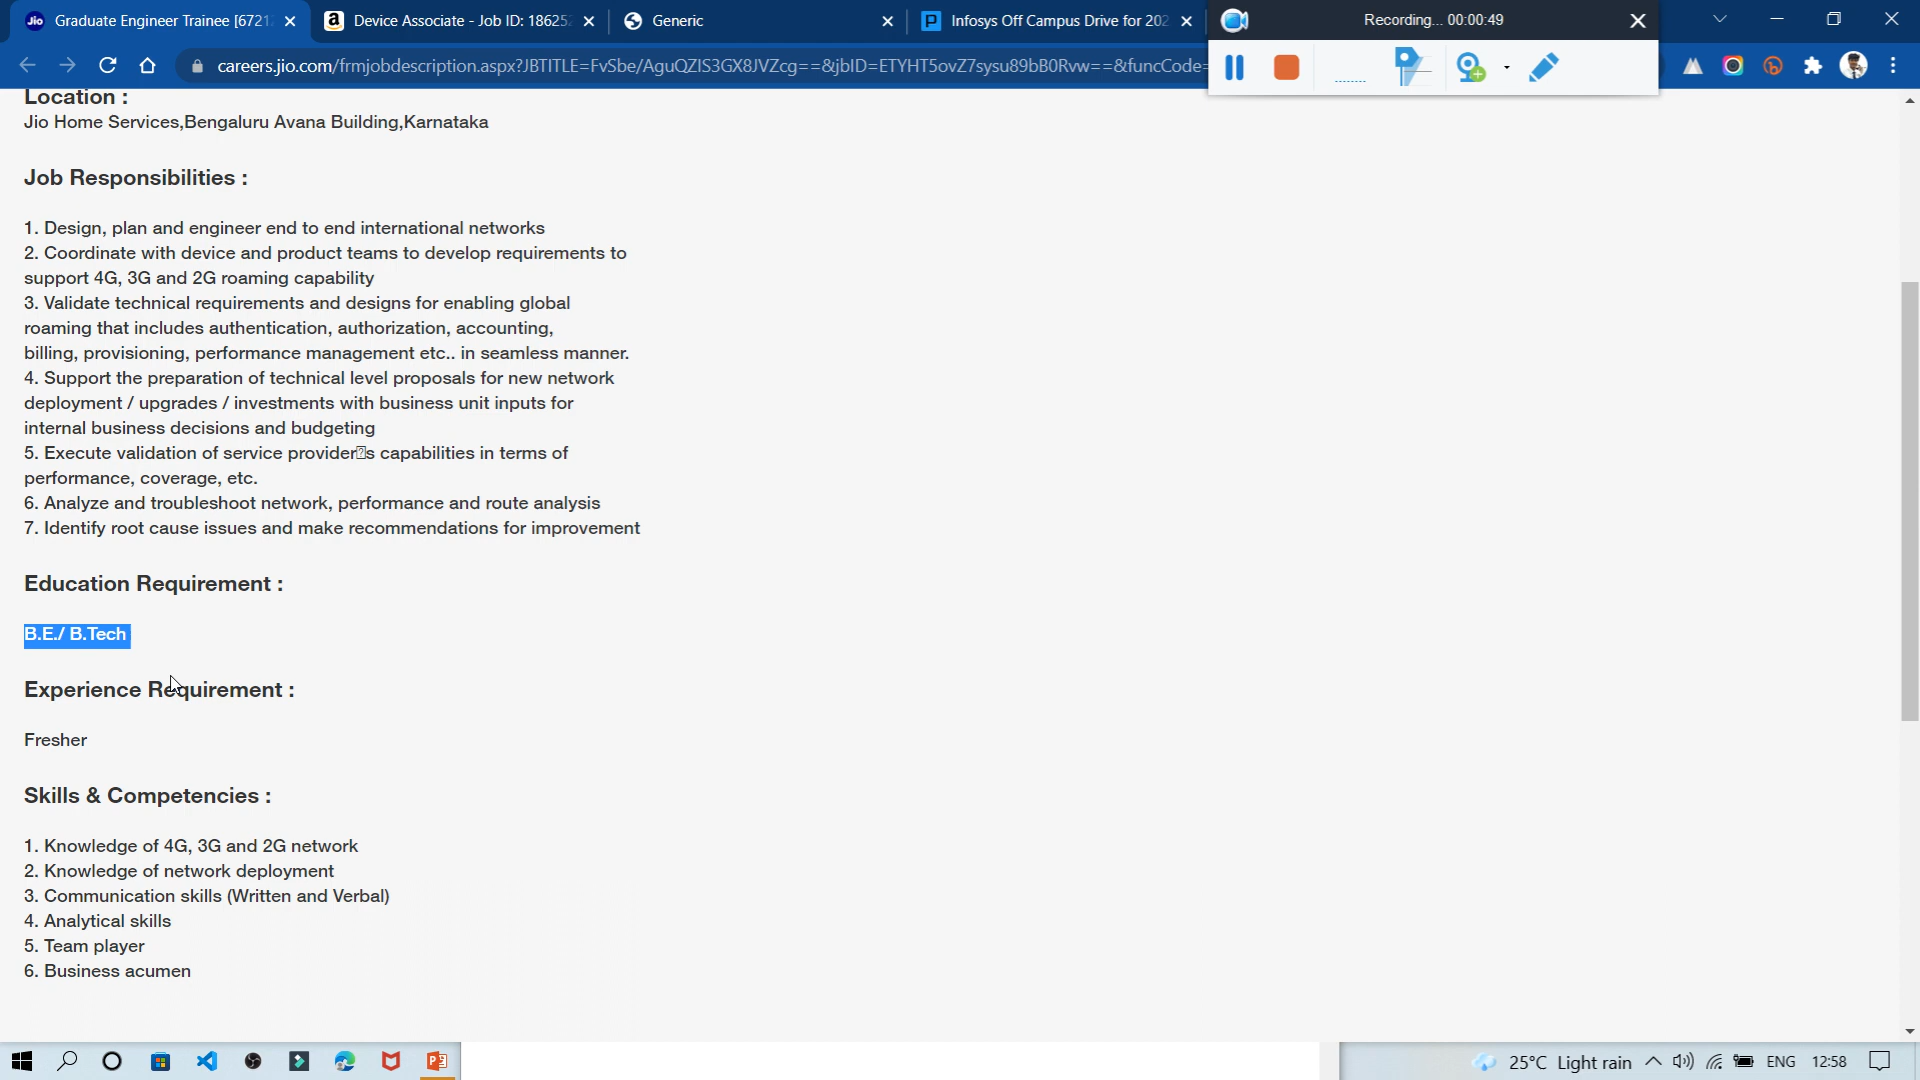 Graduate Engineer Trainee [6721
Device Associate - Job ID: 18625
Generic
Infosys Off Campus Drive for 202
Recording... 00:00:49
careers.jio.com/frmjobdescription.aspx?JBTITLE=FvSbe/AguQZIS3GX8JVZcg==&jbID=ETYHT5ovZ7sysu89bB0Rvw==&funcCode=
Location :
Jio Home Services,Bengaluru Avana Building,Karnataka
Job Responsibilities :
1. Design, plan and engineer end to end international networks
2. Coordinate with device and product teams to develop requirements to
support 4G, 3G and 2G roaming capability
3. Validate technical requirements and designs for enabling global
roaming that includes authentication, authorization, accounting,
billing, provisioning, performance management etc.. in seamless manner.
4. Support the preparation of technical level proposals for new network
deployment / upgrades / investments with business unit inputs for
internal business decisions and budgeting
5. Execute validation of service provider�s capabilities in terms of
performance, coverage, etc.
6. Analyze and troubleshoot network, performance and route analysis
7. Identify root cause issues and make recommendations for improvement
Education Requirement :
B.E./ B.Tech
Experience Requirement :
Fresher
Skills & Competencies :
1. Knowledge of 4G, 3G and 2G network
2. Knowledge of network deployment
3. Communication skills (Written and Verbal)
4. Analytical skills
5. Team player
6. Business acumen
25°C Light rain
ENG
12:58